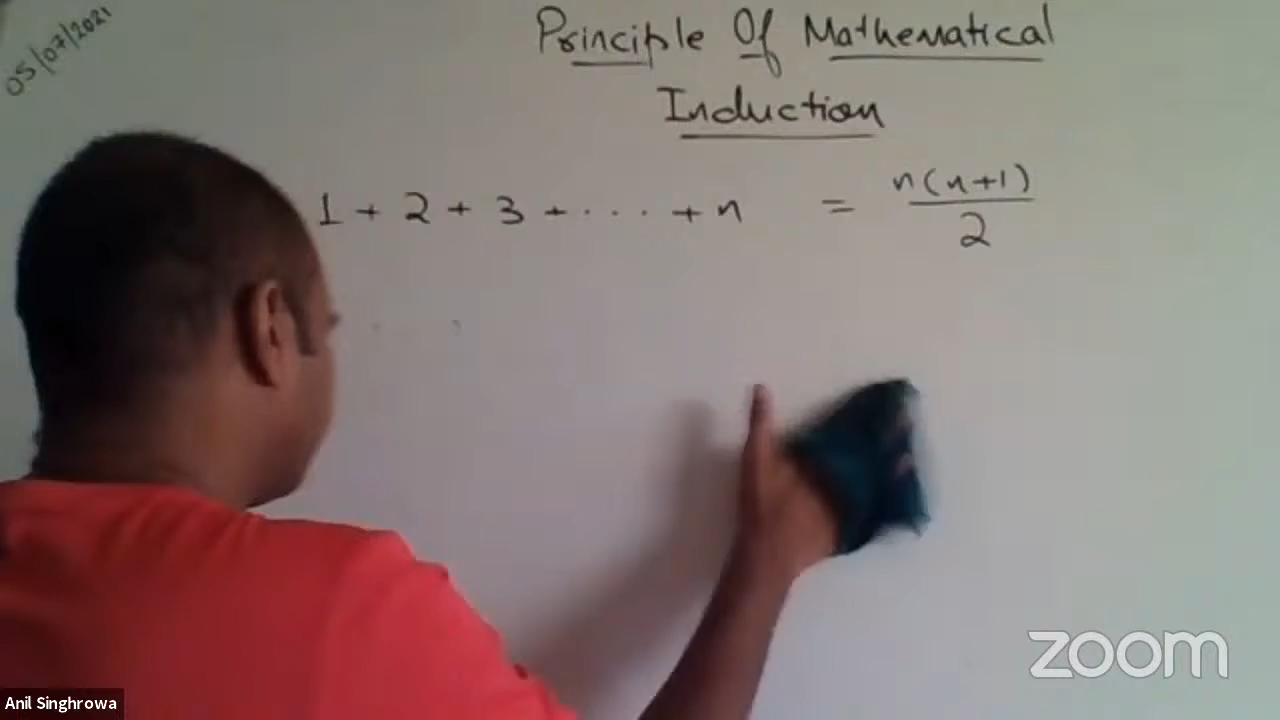 05/07/2021
Principle Of Mathematical
Induction
1 + 2 + 3 + . . . . + n = n(n+1)/2
zoom
Anil Singhrowa